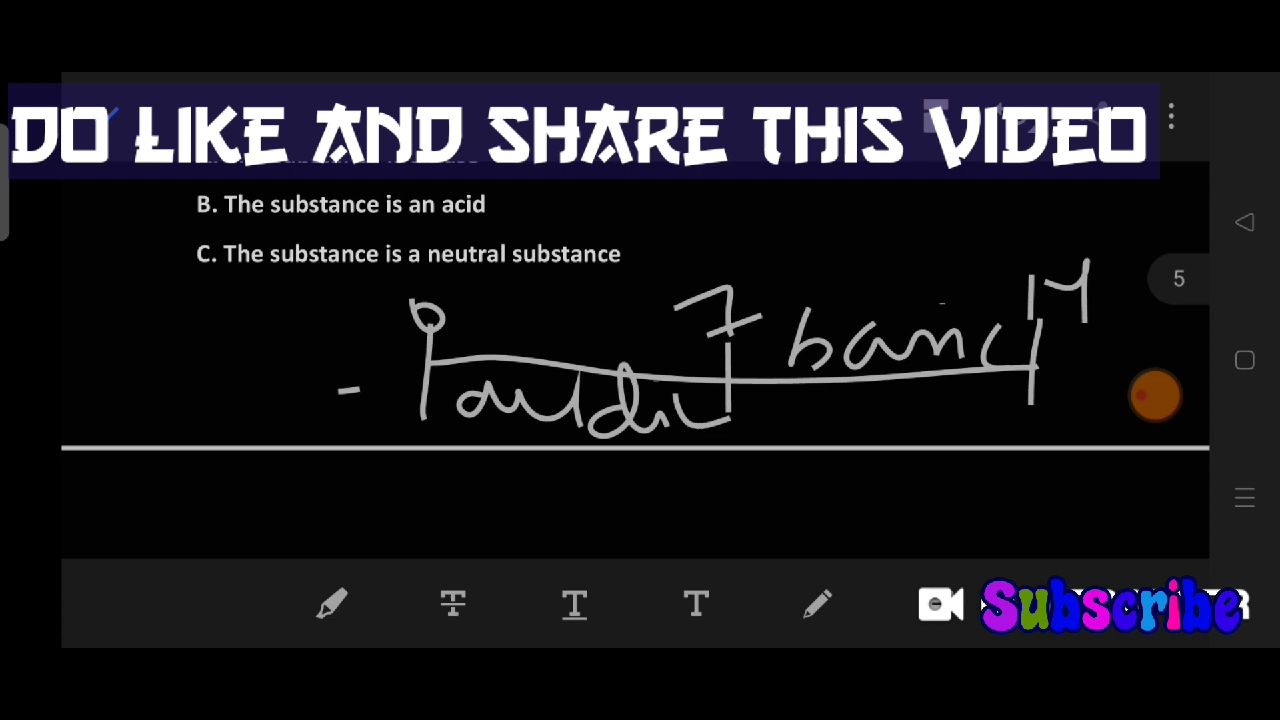 DO LIKE AND SHARE THIS VIDEO
B. The substance is an acid
C. The substance is a neutral substance
0 7 14
5
Subscribe